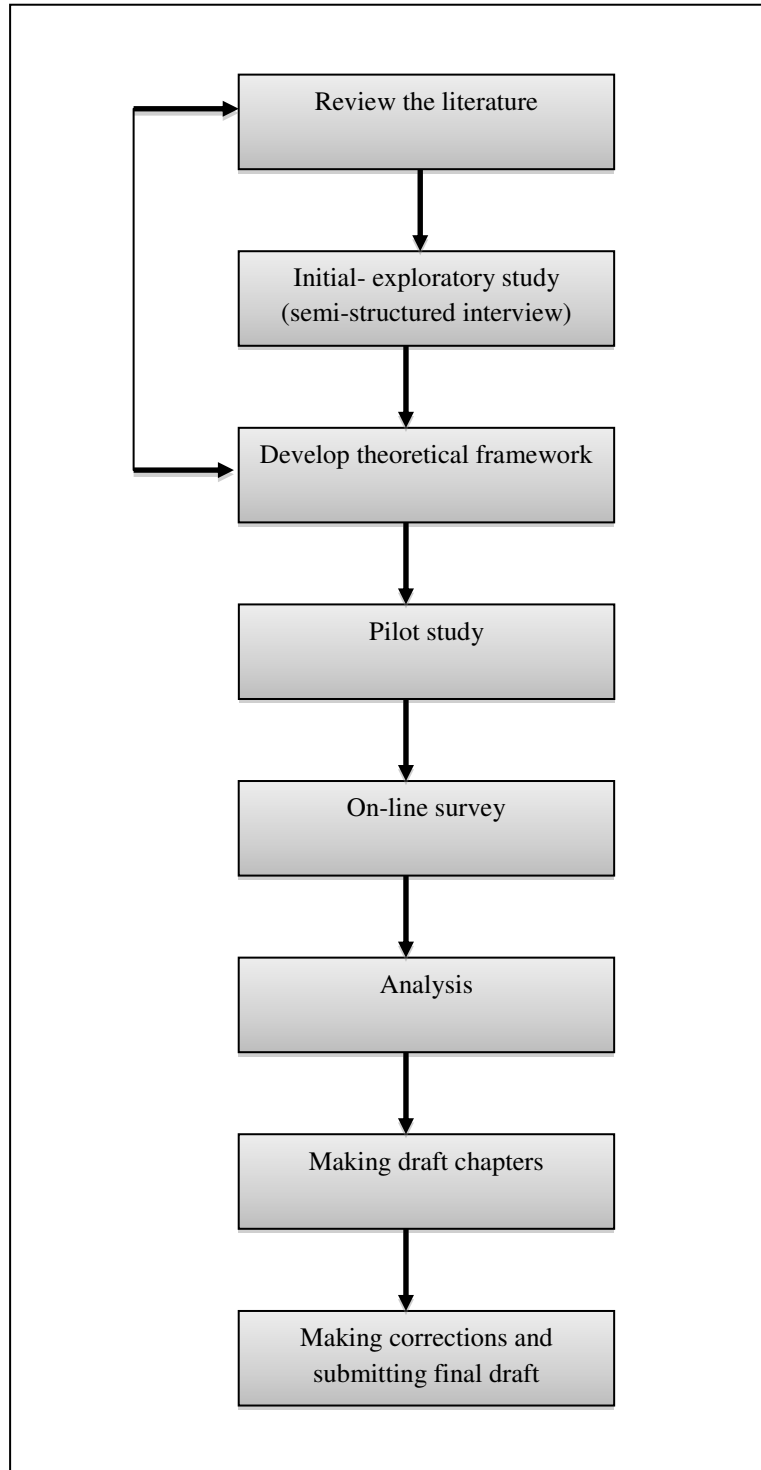 Review the literature
Initial- exploratory study
(semi-structured interview)
Develop theoretical framework
Pilot study
On-line survey
Analysis
Making draft chapters
Making corrections and
submitting final draft